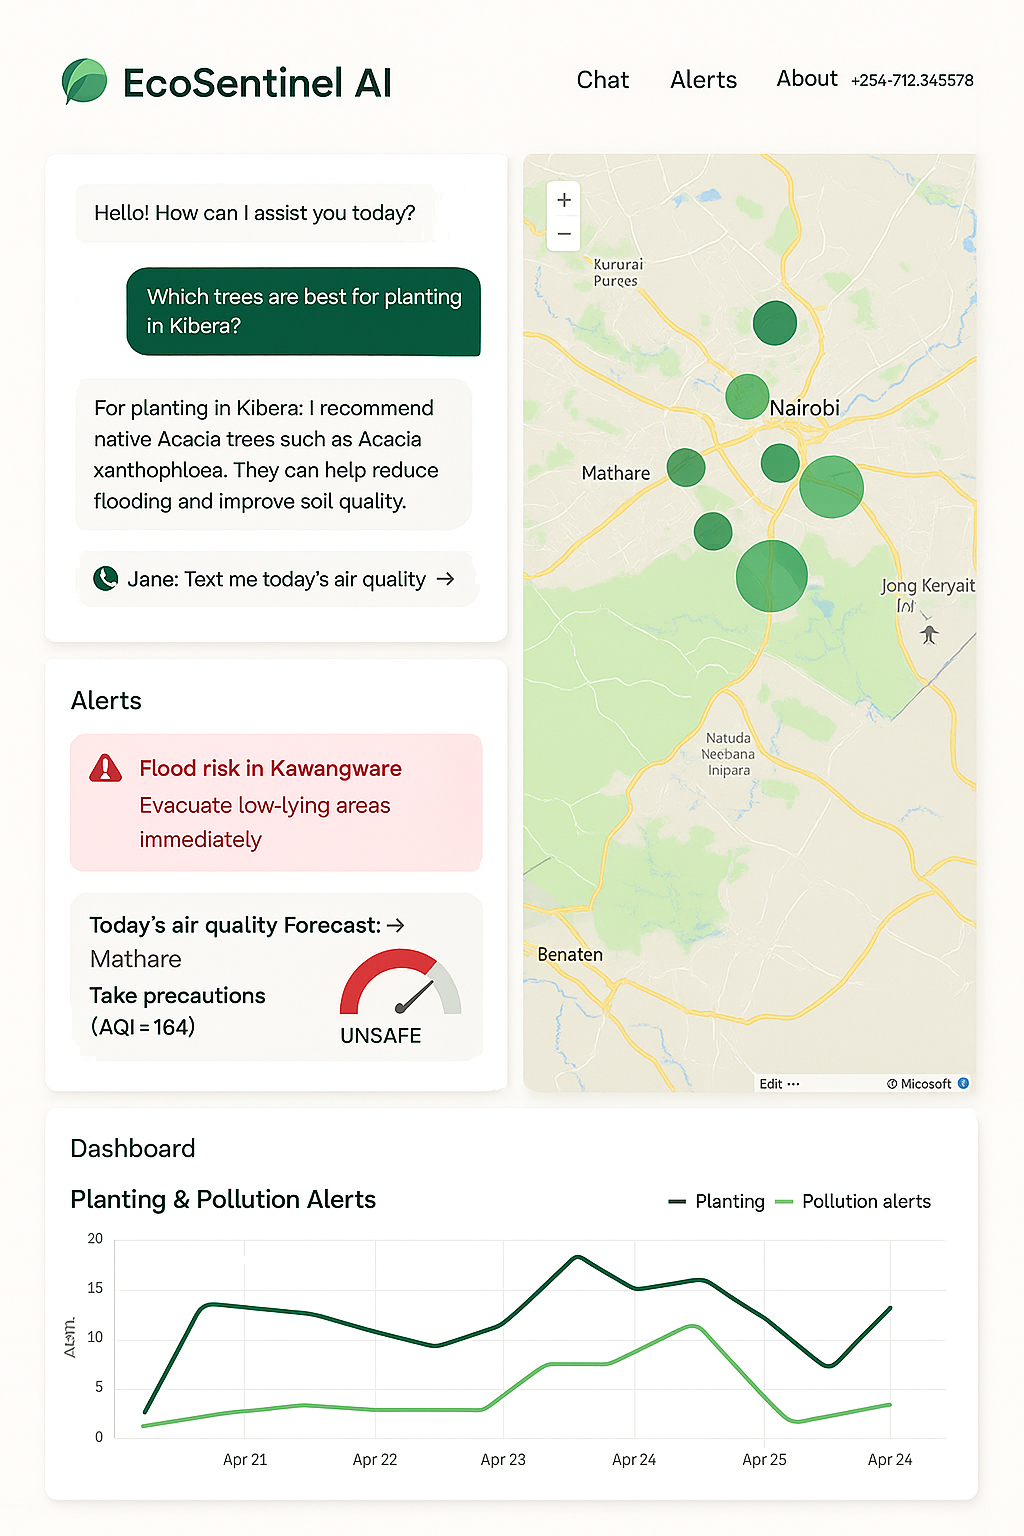 EcoSentinel AI
Chat
Alerts
About
+254-712.345578
Hello! How can I assist you today?
Which trees are best for planting
in Kibera?
For planting in Kibera: I recommend
native Acacia trees such as Acacia
xanthophloea. They can help reduce
flooding and improve soil quality.
Jane: Text me today's air quality →
Alerts
Flood risk in Kawangware
Evacuate low-lying areas
immediately
Today's air quality Forecast: →
Mathare
Take precautions
(AQI = 164)
UNSAFE
+
−
Kururai
Nairobi
Mathare
Jong Keryait
Natuda
Neebana
Inipara
Benaten
Edit ···
© Micosoft
Dashboard
Planting & Pollution Alerts
Planting
Pollution alerts
20
15
10
5
0
Apr 21
Apr 22
Apr 23
Apr 24
Apr 25
Apr 24